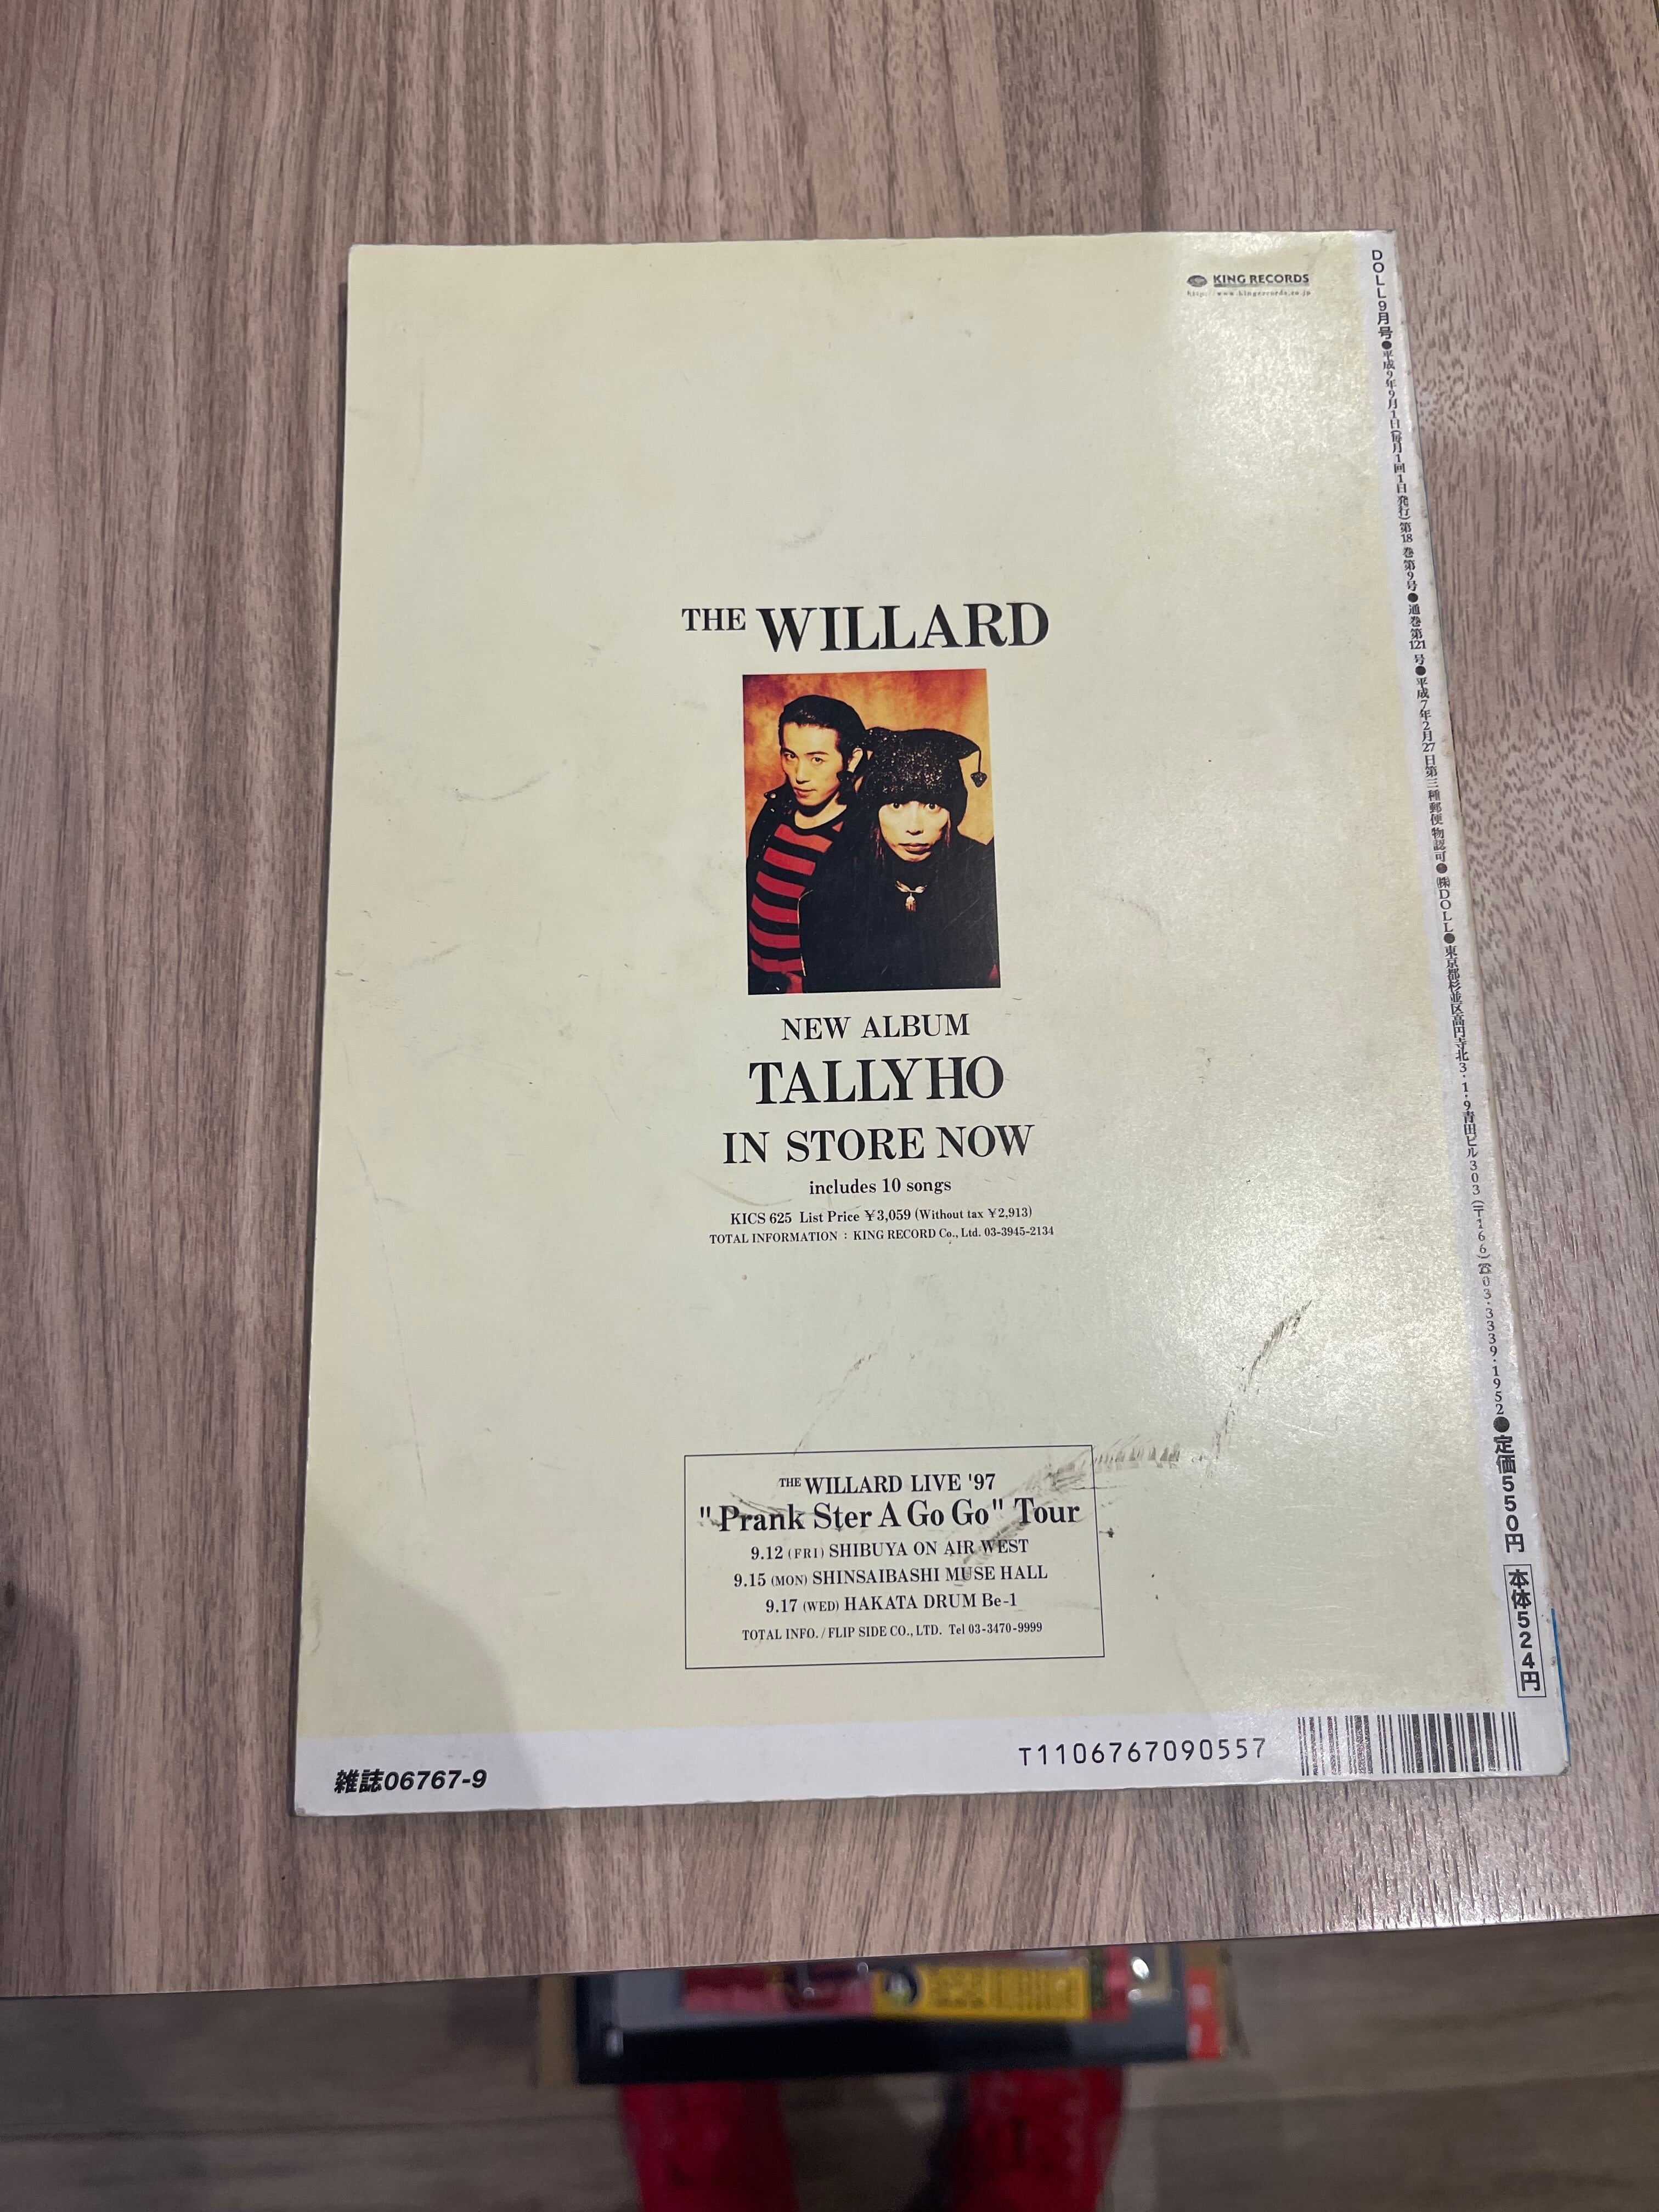 KING RECORDS
http://www.kingrecords.co.jp
THE WILLARD
NEW ALBUM
TALLYHO
IN STORE NOW
includes 10 songs
KICS 625 List Price ¥3,059 (Without tax ¥2,913)
TOTAL INFORMATION : KING RECORD Co., Ltd. 03-3945-2134
THE WILLARD LIVE '97
"Prank Ster A Go Go" Tour
9.12 (FRI) SHIBUYA ON AIR WEST
9.15 (MON) SHINSAIBASHI MUSE HALL
9.17 (WED) HAKATA DRUM Be-1
TOTAL INFO. / FLIP SIDE CO., LTD. Tel 03-3470-9999
DOLL9月号●平成9年9月1日(毎月1回1日発行)第18巻第9号●通巻第121号●平成7年2月27日第三種郵便物認可●㈱DOLL●東京都杉並区高円寺北3・1・9青田ビル303(〒166)☎03・3339・1952●定価550円 本体524円
雑誌06767-9
T1106767090557